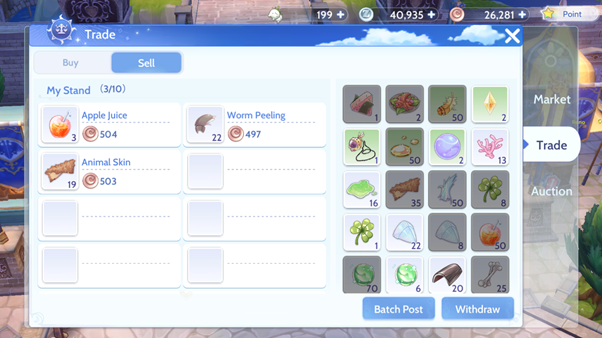 199 + 40,935 + 26,281 + Point
Trade
Buy Sell
My Stand (3/10)
Apple Juice
3
504
Worm Peeling
22
497
Animal Skin
19
503
1 2 50 2
1 50 2 13
16 35 50 8
1 22 8 50
70 6 20
Batch Post Withdraw
Market
Trade
Auction